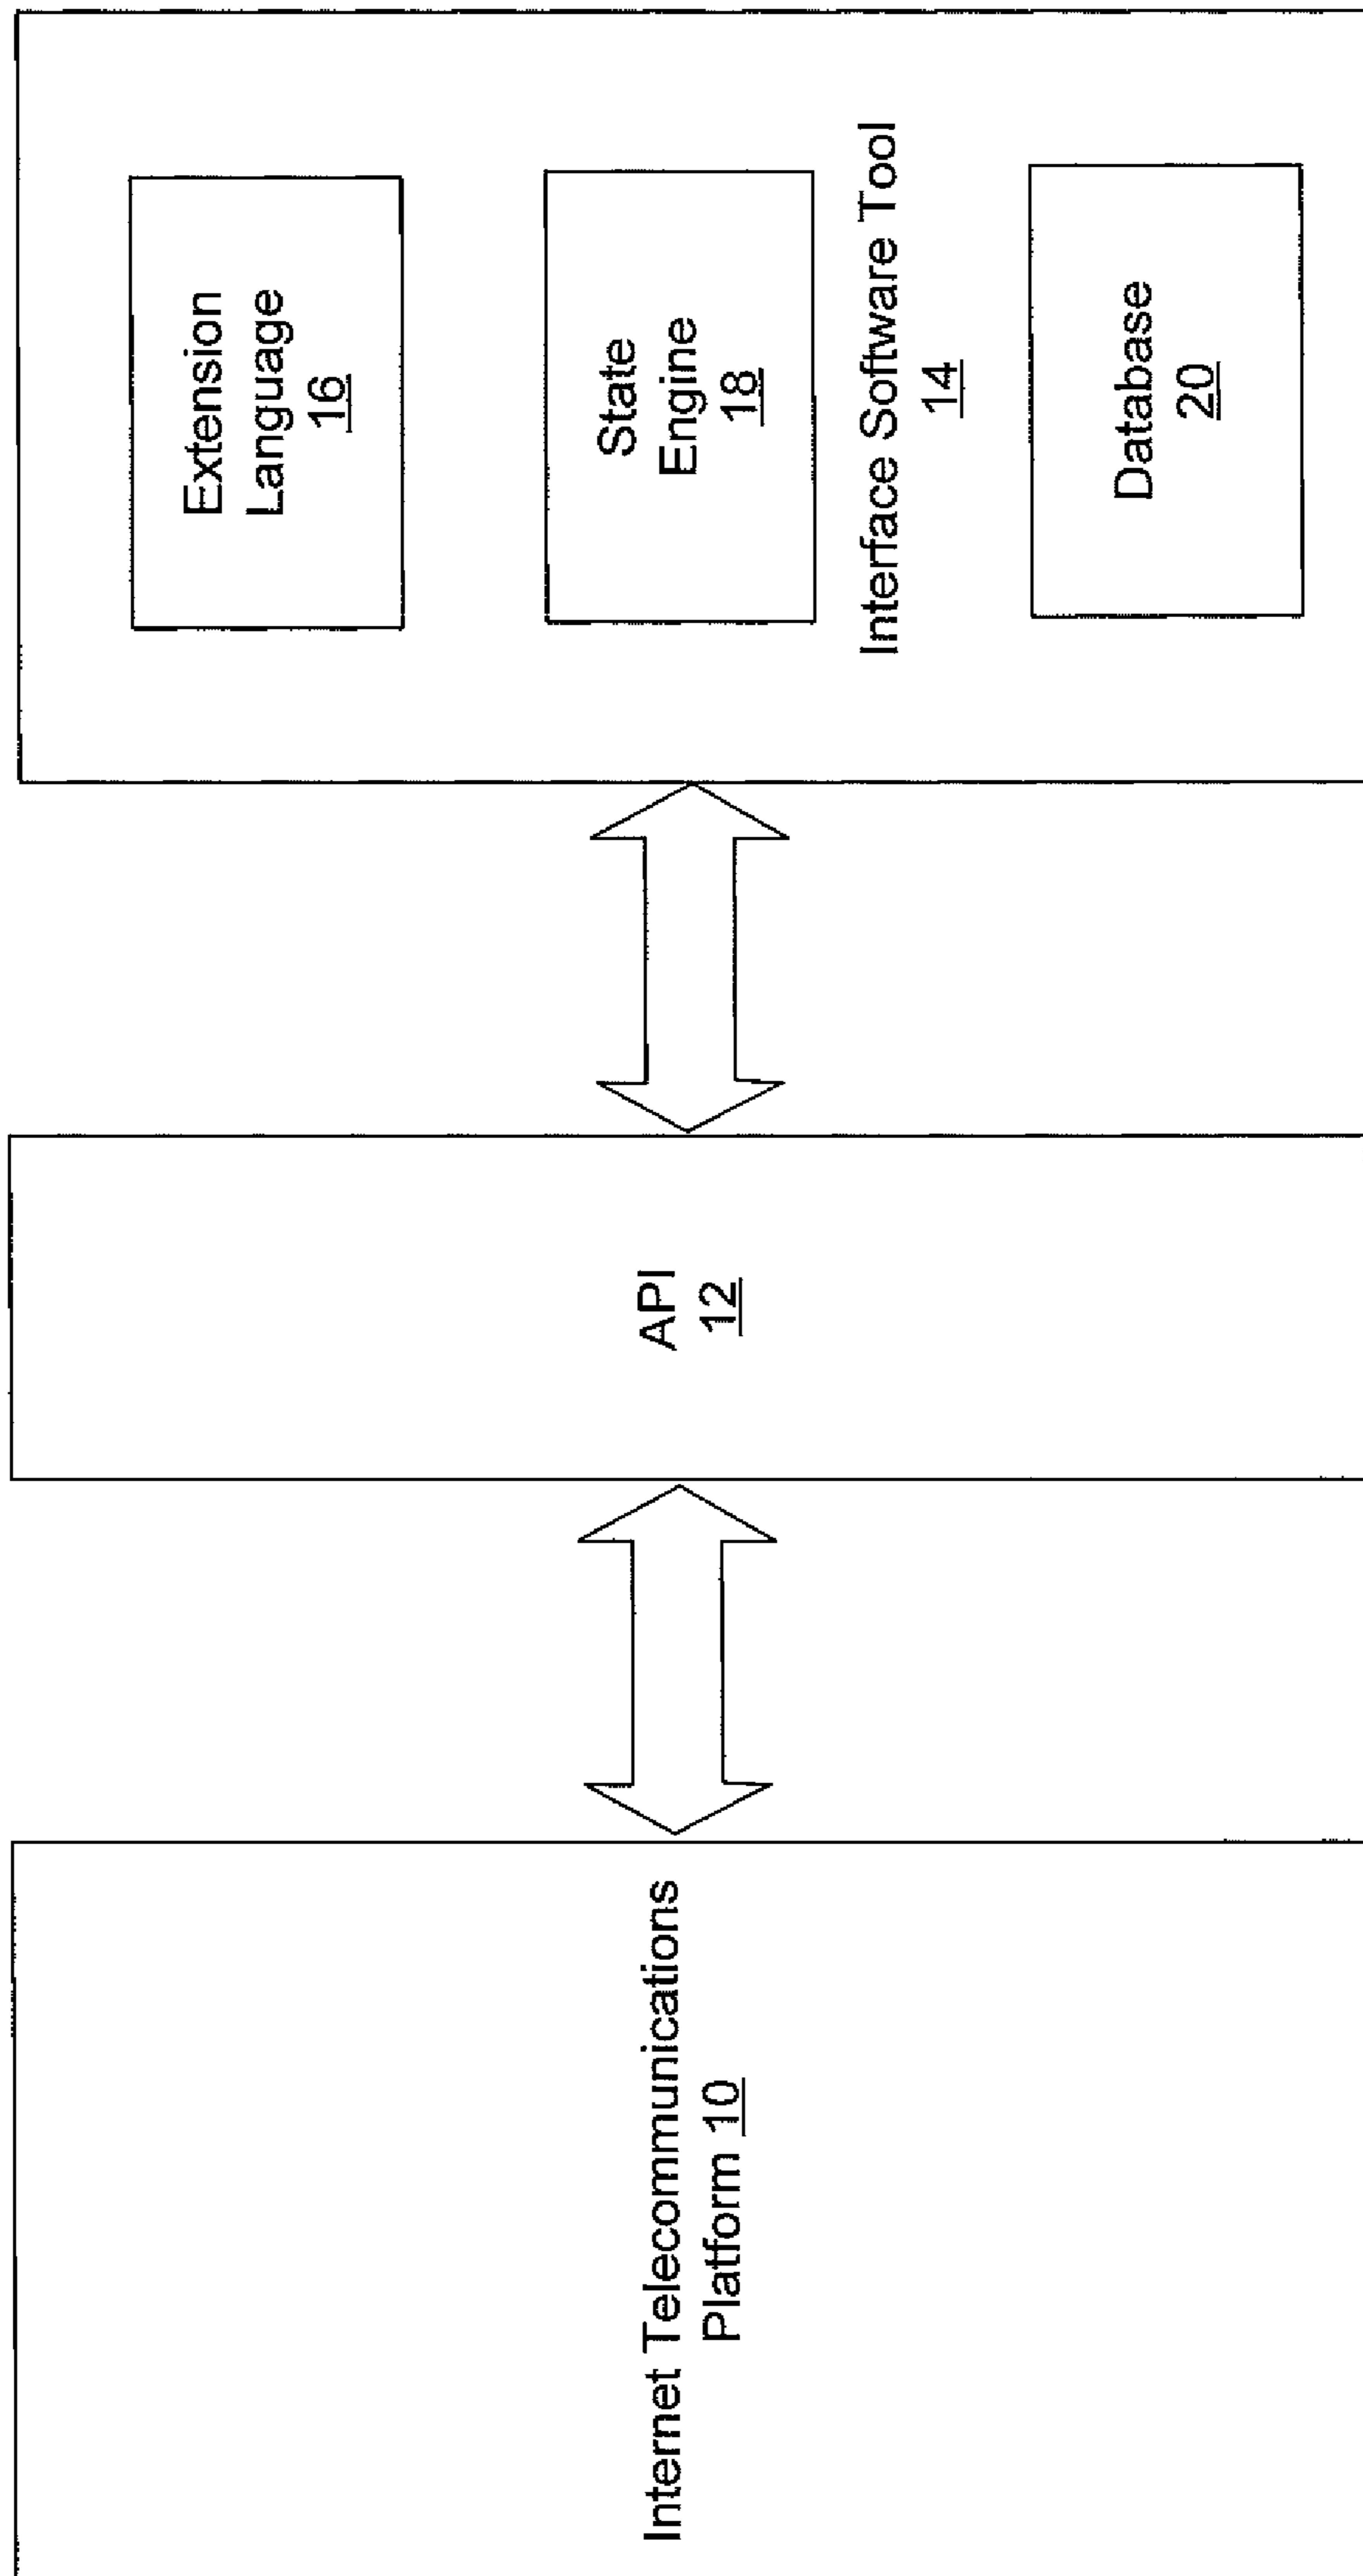 Internet Telecommunications
Platform 10
API
12
Extension
Language
16
State
Engine
18
Interface Software Tool
14
Database
20